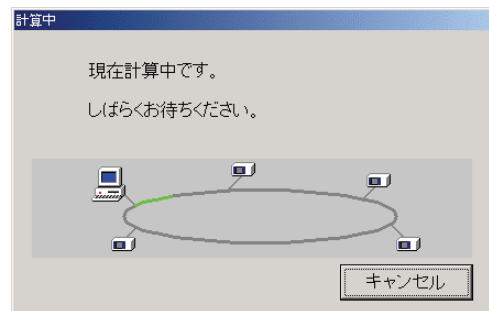 計算中
現在計算中です。
しばらくお待ちください。
キャンセル